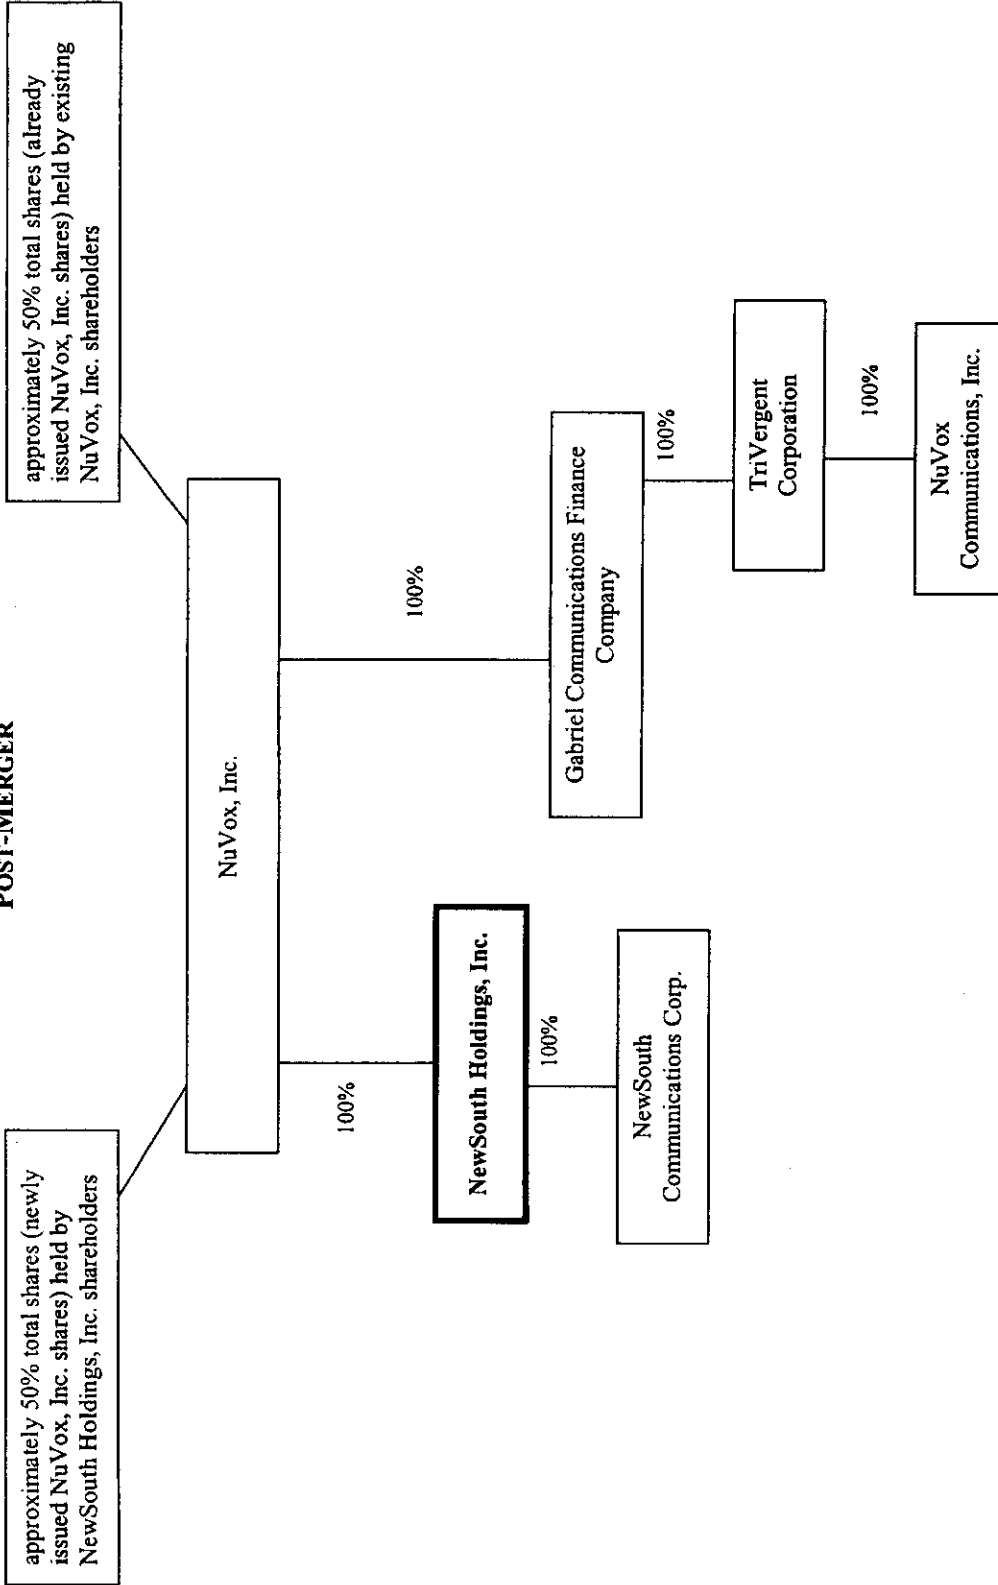 POST-MERGER
approximately 50% total shares (newly
issued NuVox, Inc. shares) held by
NewSouth Holdings, Inc. shareholders
approximately 50% total shares (already
issued NuVox, Inc. shares) held by existing
NuVox, Inc. shareholders
NuVox, Inc.
100%
100%
NewSouth Holdings, Inc.
100%
NewSouth
Communications Corp.
Gabriel Communications Finance
Company
100%
TriVergent
Corporation
100%
NuVox
Communications, Inc.